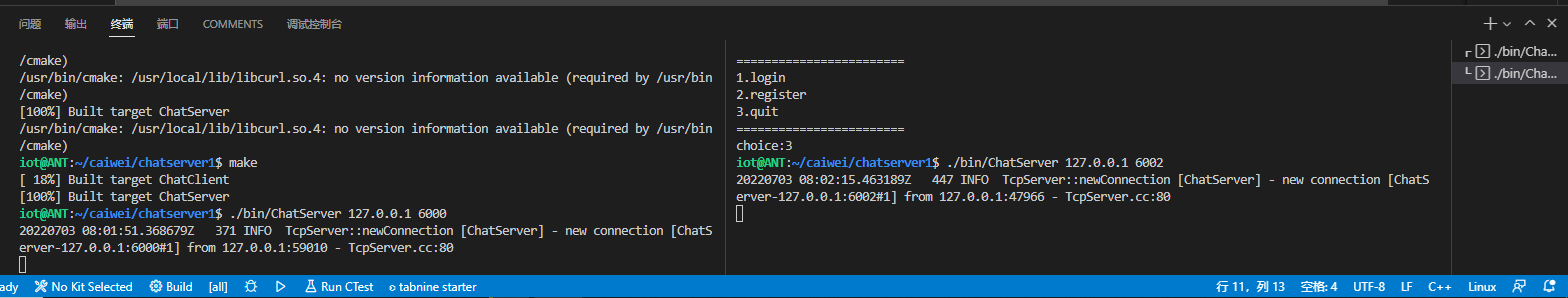 问题 输出 终端 端口 COMMENTS 调试控制台
/cmake)
/usr/bin/cmake: /usr/local/lib/libcurl.so.4: no version information available (required by /usr/bin
/cmake)
[100%] Built target ChatServer
/usr/bin/cmake: /usr/local/lib/libcurl.so.4: no version information available (required by /usr/bin
/cmake)
iot@ANT:~/caiwei/chatserver1$ make
[ 18%] Built target ChatClient
[100%] Built target ChatServer
iot@ANT:~/caiwei/chatserver1$ ./bin/ChatServer 127.0.0.1 6000
20220703 08:01:51.368679Z   371 INFO  TcpServer::newConnection [ChatServer] - new connection [ChatS
erver-127.0.0.1:6000#1] from 127.0.0.1:59010 - TcpServer.cc:80
========================
1.login
2.register
3.quit
========================
choice:3
iot@ANT:~/caiwei/chatserver1$ ./bin/ChatServer 127.0.0.1 6002
20220703 08:02:15.463189Z   447 INFO  TcpServer::newConnection [ChatServer] - new connection [ChatS
erver-127.0.0.1:6002#1] from 127.0.0.1:47966 - TcpServer.cc:80
./bin/Cha...
./bin/Cha...
ady No Kit Selected Build [all] Run CTest tabnine starter 行 11，列 13 空格: 4 UTF-8 LF C++ Linux